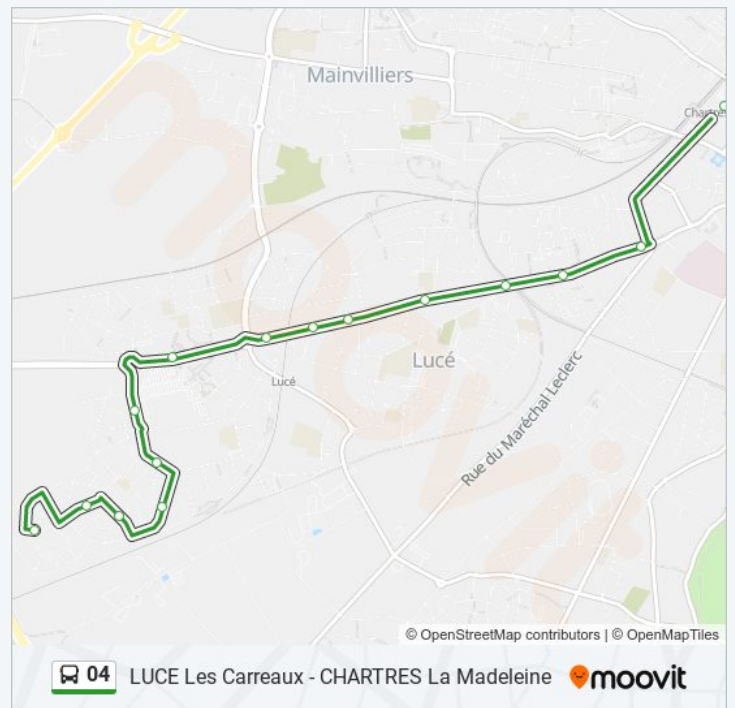 Mainvilliers
Chartres
Lucé
Lucé
Rue du Maréchal Leclerc
moovit
© OpenStreetMap contributors | © OpenMapTiles
04 LUCE Les Carreaux - CHARTRES La Madeleine moovit